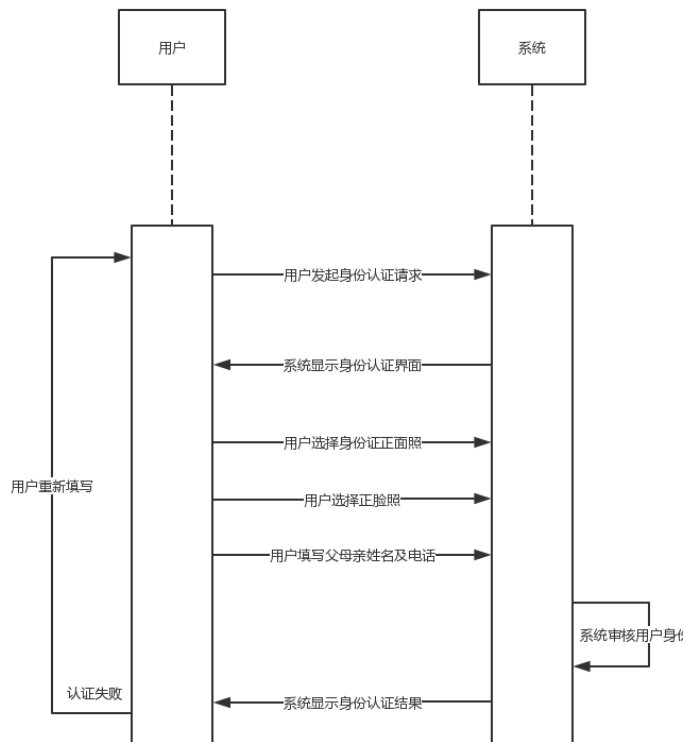 用户
系统
用户发起身份认证请求
系统显示身份认证界面
用户选择身份证正面照
用户重新填写
用户选择正脸照
用户填写父母亲姓名及电话
系统审核用户身
认证失败
系统显示身份认证结果